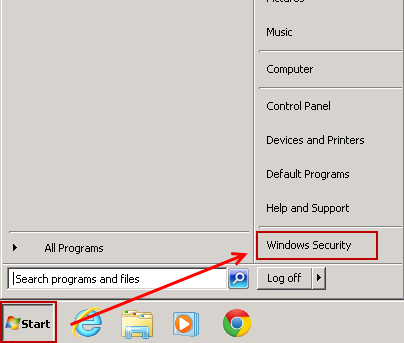 Pictures
Music
Computer
Control Panel
Devices and Printers
Default Programs
Help and Support
Windows Security
All Programs
Search programs and files
Log off
Start